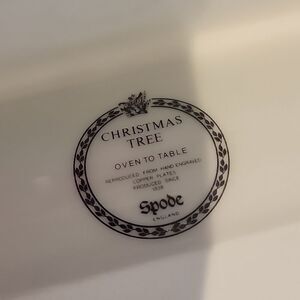 CHRISTMAS
TREE
OVEN TO TABLE
REPRODUCED FROM HAND ENGRAVED
COPPER PLATES
PRODUCED SINCE
1938
Spode
ENGLAND